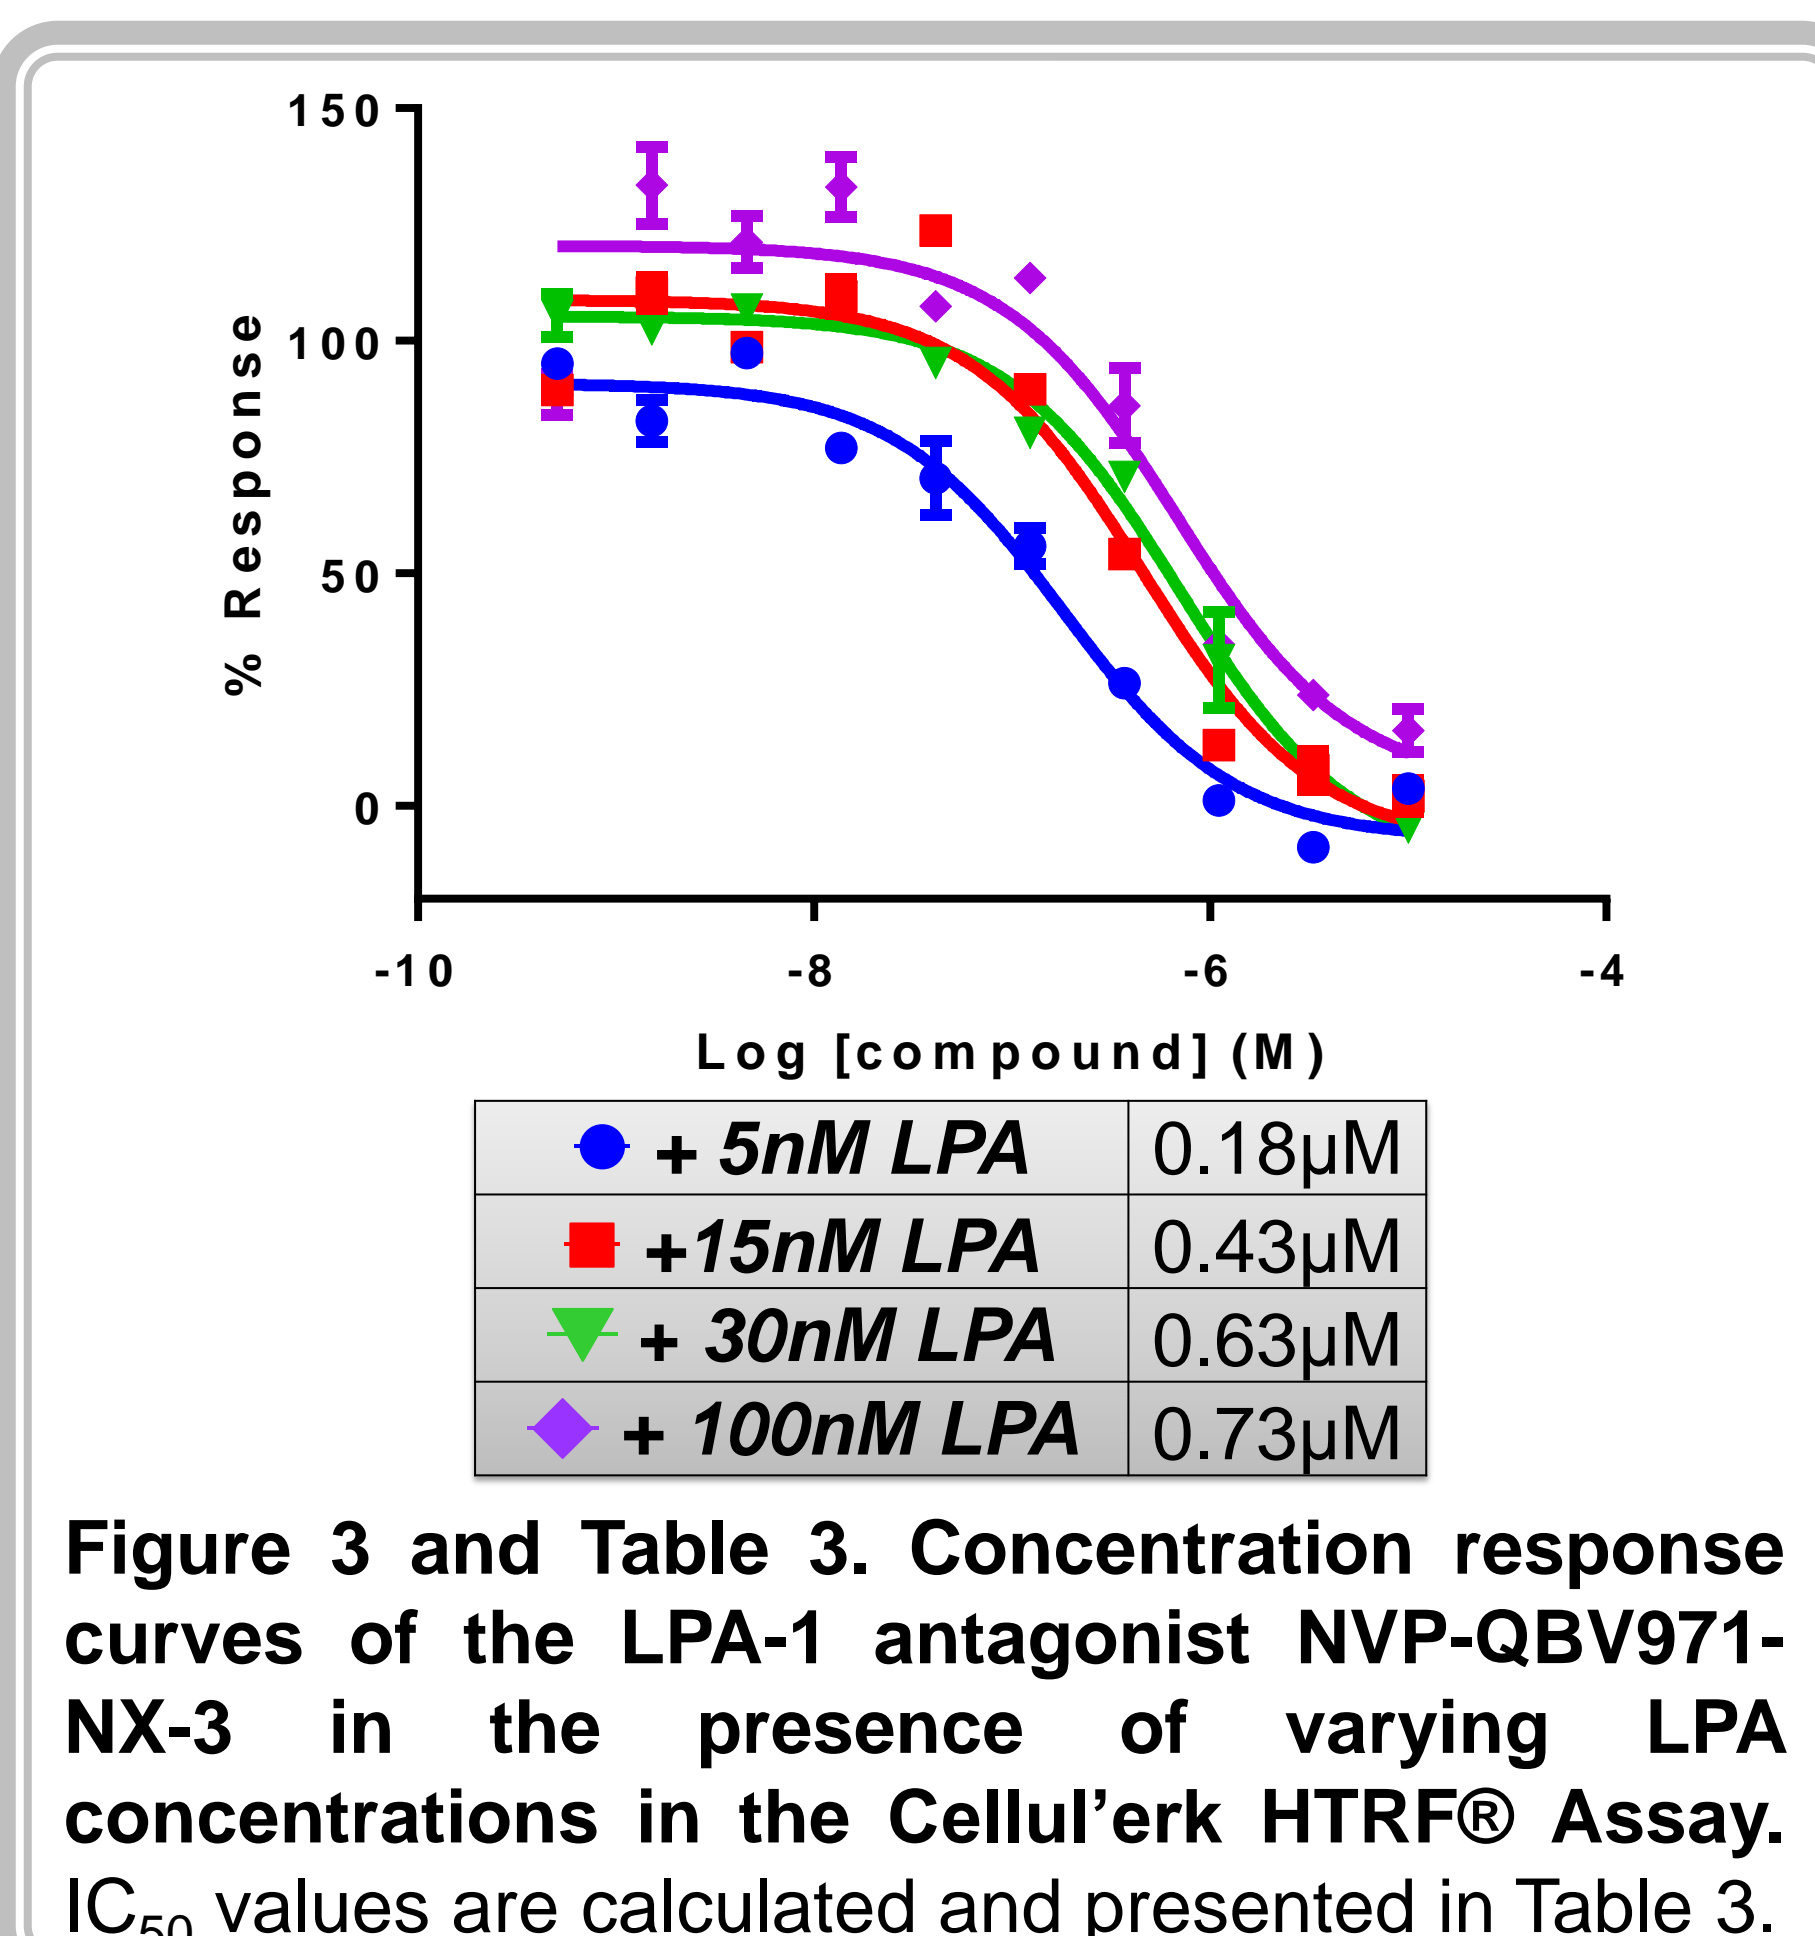 150
100
50
0
% Response
-10 -8 -6 -4
Log [compound] (M)
+ 5nM LPA 0.18µM
+15nM LPA 0.43µM
+ 30nM LPA 0.63µM
+ 100nM LPA 0.73µM
Figure 3 and Table 3. Concentration response
curves of the LPA-1 antagonist NVP-QBV971-
NX-3 in the presence of varying LPA
concentrations in the Cellul’erk HTRF® Assay.
IC₅₀ values are calculated and presented in Table 3.